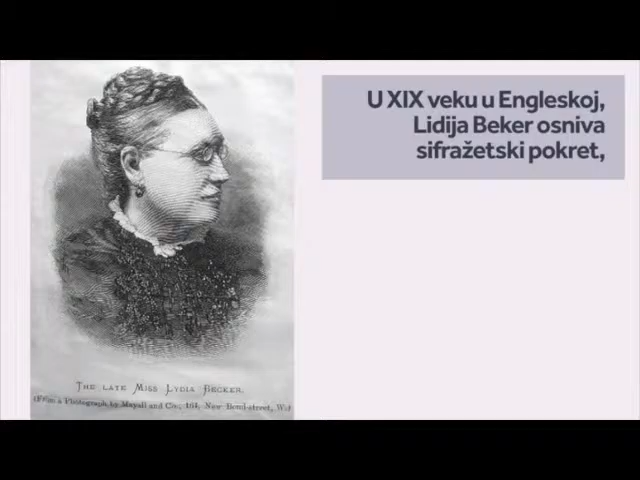 U XIX veku u Engleskoj,
Lidija Beker osniva
sifražetski pokret,
THE LATE MISS LYDIA BECKER.
(From a Photograph by Mayall and Co., 164, New Bond-street, W.)